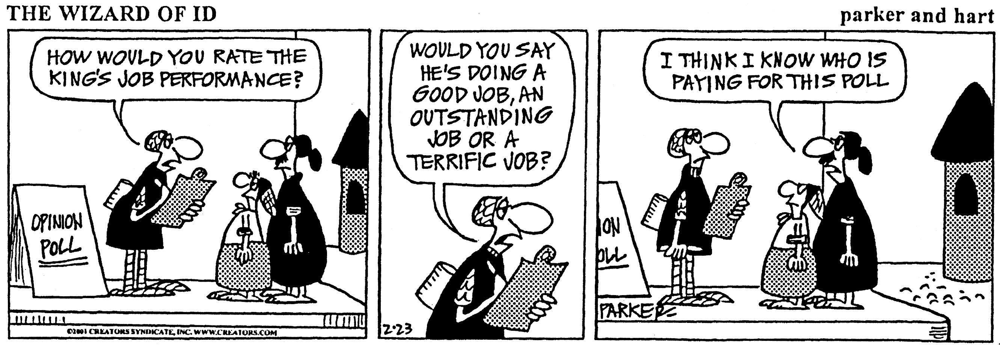 THE WIZARD OF ID
parker and hart
HOW WOULD YOU RATE THE
KING'S JOB PERFORMANCE?
OPINION
POLL
©2001 CREATORS SYNDICATE, INC. WWW.CREATORS.COM
WOULD YOU SAY
HE'S DOING A
GOOD JOB, AN
OUTSTANDING
JOB OR A
TERRIFIC JOB?
2·23
I THINK I KNOW WHO IS
PAYING FOR THIS POLL
ION
OLL
PARKER